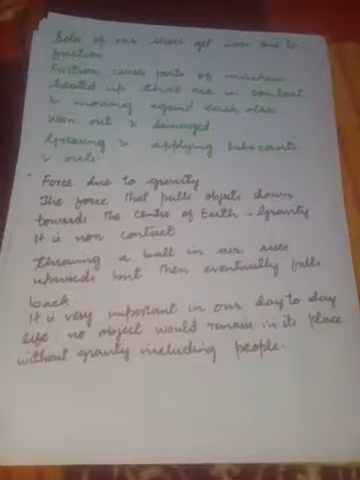 Soles of our shoes get worn due to
friction
Friction causes parts of machine
heated up that are in contact
& moving against each other
Worn out & damaged
Greasing & applying lubricants
& oils
Force due to gravity
The force that pulls objects down
towards the centre of Earth - Gravity
It is non contact
Throwing a ball in air rises
upwards but then eventually falls
back
It is very important in our day to day
life. no object would remain in its place
without gravity including people.